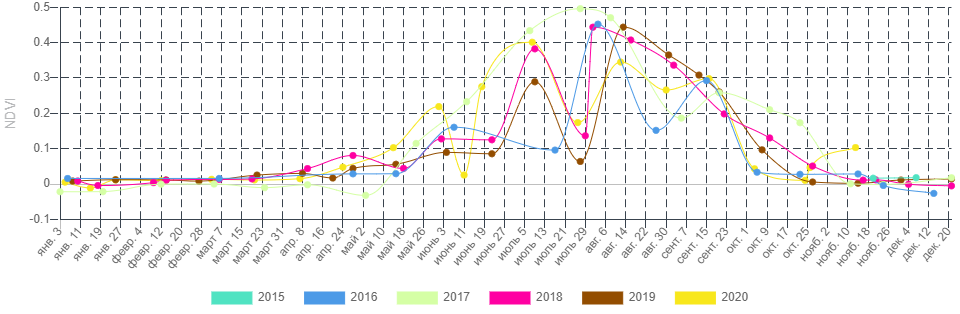 0.5
0.4
0.3
0.2
0.1
0
-0.1
NDVI
янв. 3
янв. 11
янв. 19
янв. 27
февр. 4
февр. 12
февр. 20
февр. 28
март 7
март 15
март 23
март 31
апр. 8
апр. 16
апр. 24
май 2
май 10
май 18
май 26
июнь 3
июнь 11
июнь 19
июнь 27
июль 5
июль 13
июль 21
июль 29
авг. 6
авг. 14
авг. 22
авг. 30
сент. 7
сент. 15
сент. 23
окт. 1
окт. 9
окт. 17
окт. 25
нояб. 2
нояб. 10
нояб. 18
нояб. 26
дек. 4
дек. 12
дек. 20
2015 2016 2017 2018 2019 2020